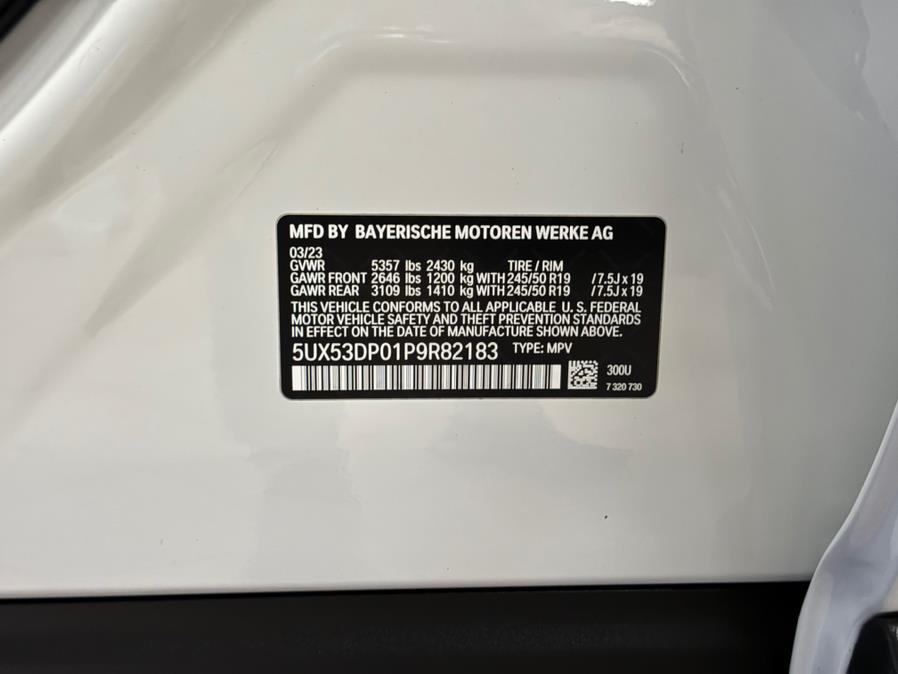 MFD BY BAYERISCHE MOTOREN WERKE AG
03/23
GVWR 5357 lbs 2430 kg TIRE / RIM
GAWR FRONT 2646 lbs 1200 kg WITH 245/50 R19 /7.5J x 19
GAWR REAR 3109 lbs 1410 kg WITH 245/50 R19 /7.5J x 19
THIS VEHICLE CONFORMS TO ALL APPLICABLE U. S. FEDERAL
MOTOR VEHICLE SAFETY AND THEFT PREVENTION STANDARDS
IN EFFECT ON THE DATE OF MANUFACTURE SHOWN ABOVE.
5UX53DP01P9R82183 TYPE: MPV
300U
7 320 730